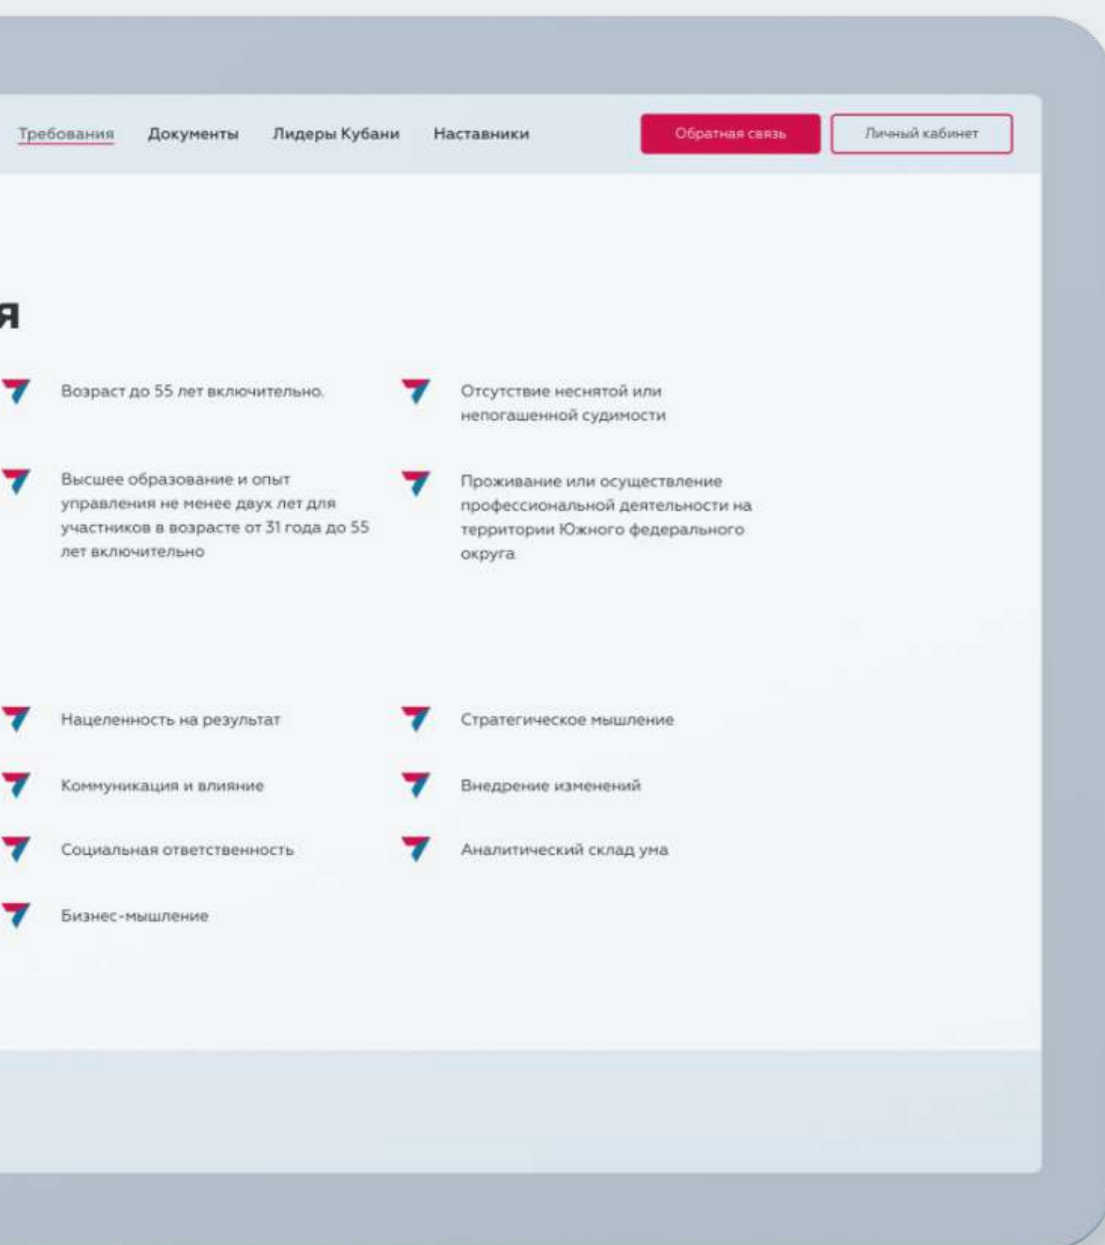 Требования Документы Лидеры Кубани Наставники Обратная связь Личный кабинет
я
Возраст до 55 лет включительно.
Отсутствие неснятой или
непогашенной судимости
Высшее образование и опыт
управления не менее двух лет для
участников в возрасте от 31 года до 55
лет включительно
Проживание или осуществление
профессиональной деятельности на
территории Южного федерального
округа
Нацеленность на результат
Стратегическое мышление
Коммуникация и влияние
Внедрение изменений
Социальная ответственность
Аналитический склад ума
Бизнес-мышление